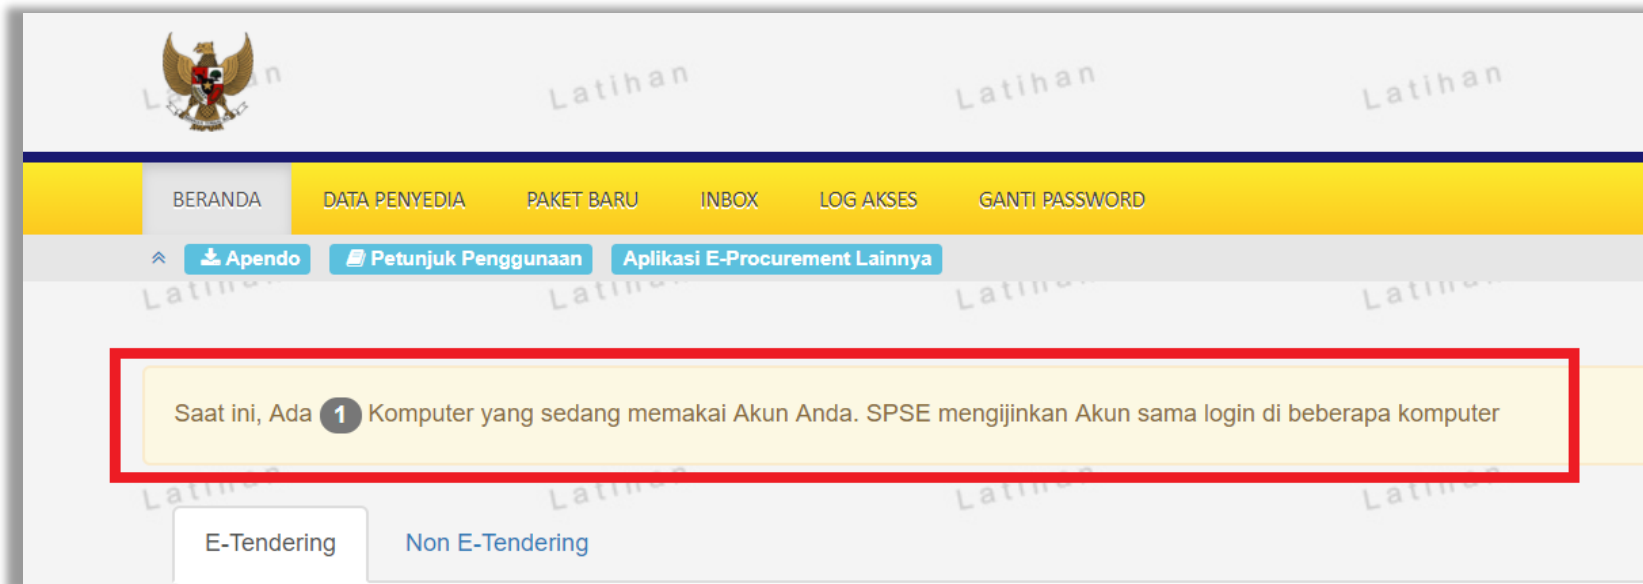 Latihan Latihan Latihan
BERANDA DATA PENYEDIA PAKET BARU INBOX LOG AKSES GANTI PASSWORD
Apendo Petunjuk Penggunaan Aplikasi E-Procurement Lainnya
Saat ini, Ada 1 Komputer yang sedang memakai Akun Anda. SPSE mengijinkan Akun sama login di beberapa komputer
E-Tendering Non E-Tendering